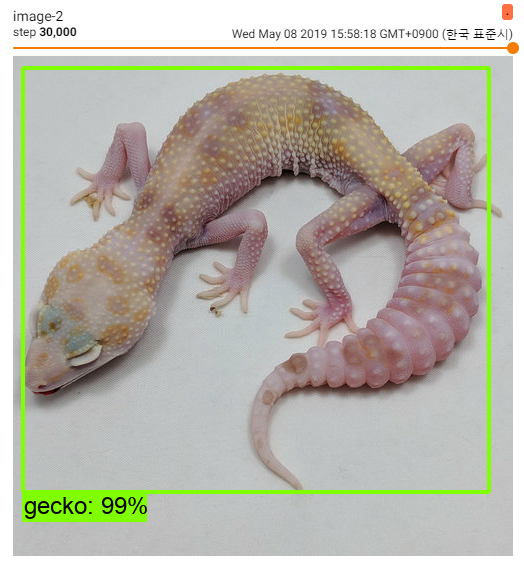 image-2
step 30,000
Wed May 08 2019 15:58:18 GMT+0900 (한국 표준시)
gecko: 99%